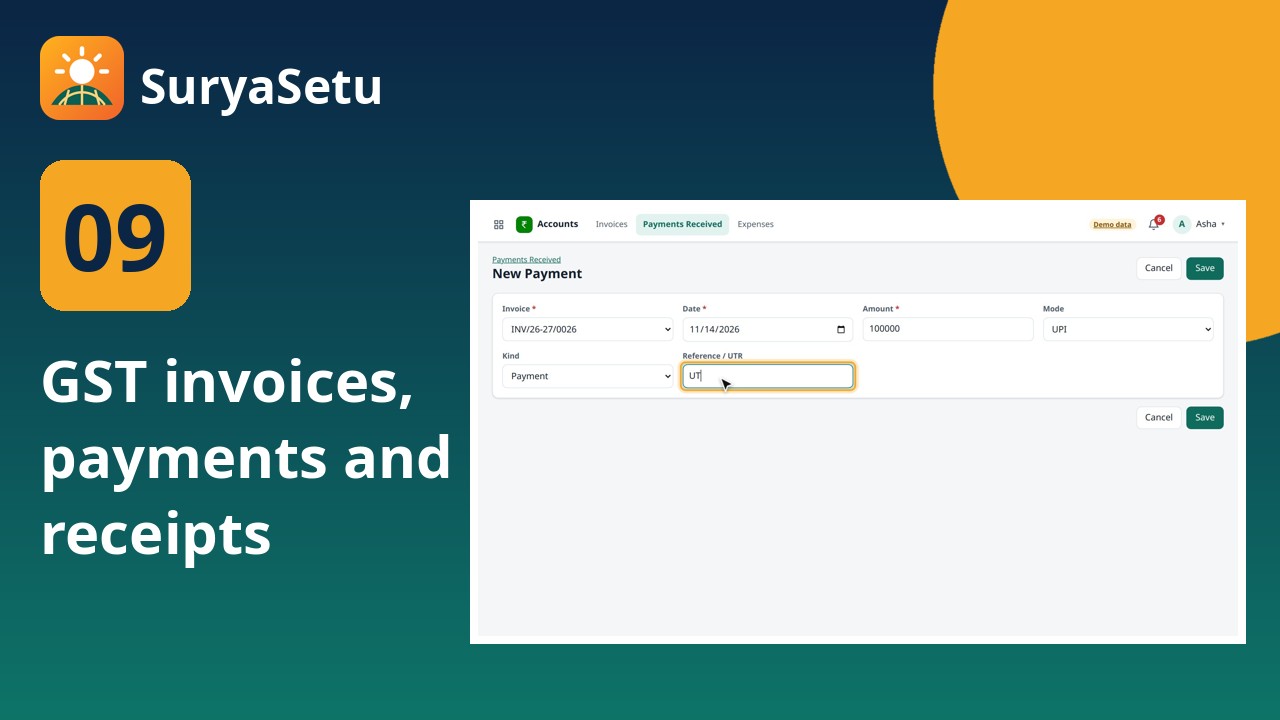 SuryaSetu
09
GST invoices,
payments and
receipts
₹ Accounts Invoices Payments Received Expenses Demo data 6 A Asha
Payments Received
New Payment
Cancel Save
Invoice * Date * Amount * Mode
INV/26-27/0026 11/14/2026 100000 UPI
Kind Reference / UTR
Payment UT
Cancel Save